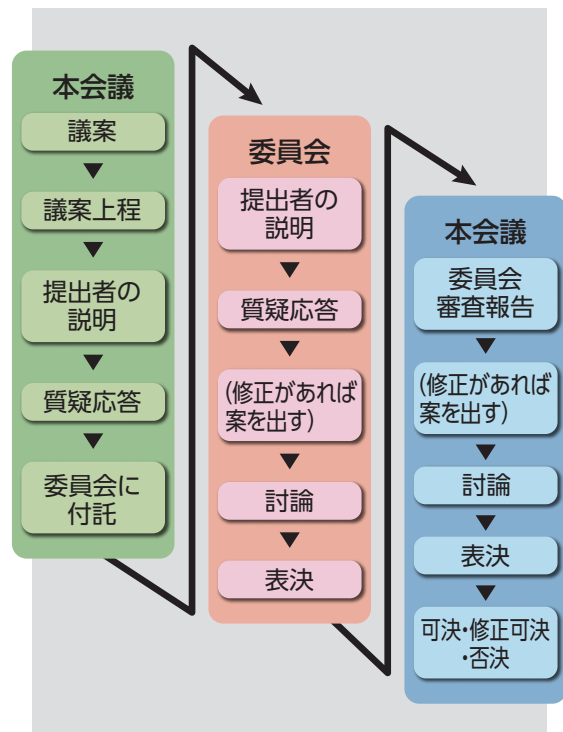 本会議
議案
▼
議案上程
▼
提出者の
説明
▼
質疑応答
▼
委員会に
付託
委員会
提出者の
説明
▼
質疑応答
▼
(修正があれば
案を出す)
▼
討論
▼
表決
本会議
委員会
審査報告
▼
(修正があれば
案を出す)
▼
討論
▼
表決
▼
可決・修正可決
・否決